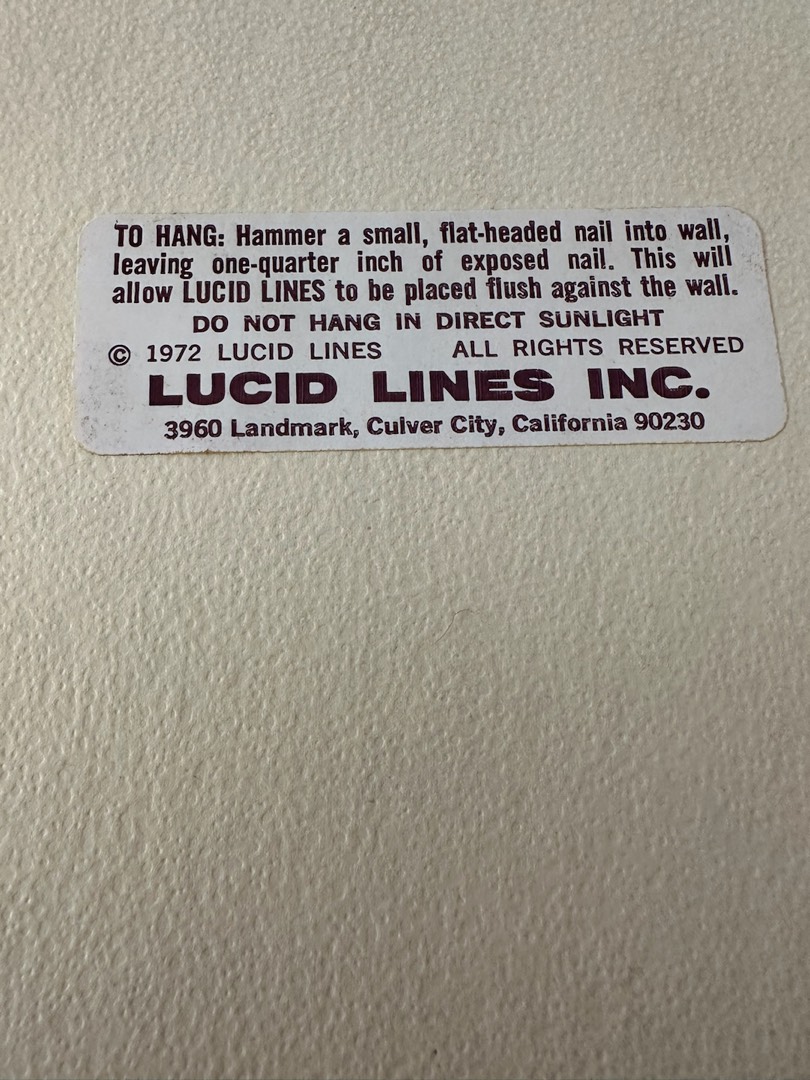 TO HANG: Hammer a small, flat-headed nail into wall,
leaving one-quarter inch of exposed nail. This will
allow LUCID LINES to be placed flush against the wall.
DO NOT HANG IN DIRECT SUNLIGHT
© 1972 LUCID LINES ALL RIGHTS RESERVED
LUCID LINES INC.
3960 Landmark, Culver City, California 90230